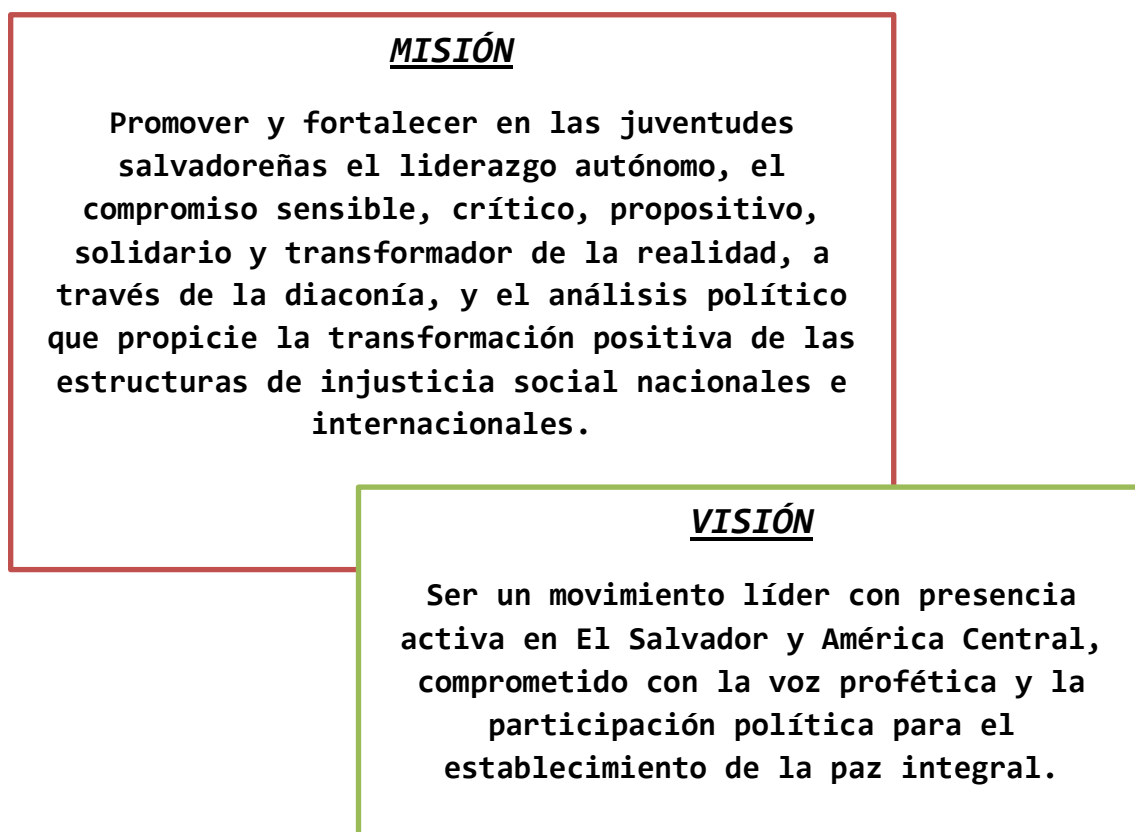 MISIÓN
Promover y fortalecer en las juventudes
salvadoreñas el liderazgo autónomo, el
compromiso sensible, crítico, propositivo,
solidario y transformador de la realidad, a
través de la diaconía, y el análisis político
que propicie la transformación positiva de las
estructuras de injusticia social nacionales e
internacionales.
VISIÓN
Ser un movimiento líder con presencia
activa en El Salvador y América Central,
comprometido con la voz profética y la
participación política para el
establecimiento de la paz integral.